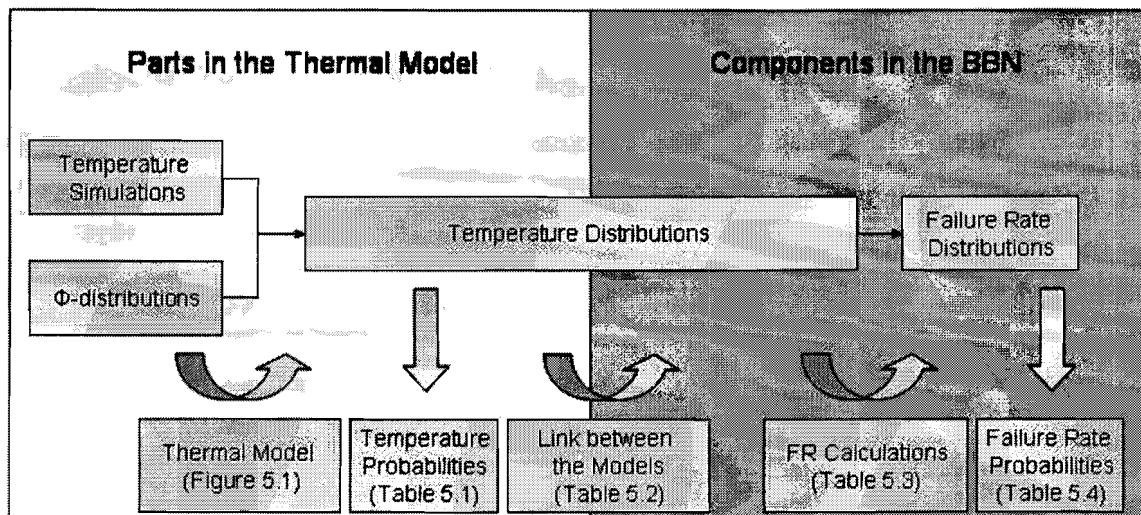 Parts in the Thermal Model
Components in the BBN
Temperature
Simulations
Φ-distributions
Temperature Distributions
Failure Rate
Distributions
Thermal Model
(Figure 5.1)
Temperature
Probabilities
(Table 5.1)
Link between
the Models
(Table 5.2)
FR Calculations
(Table 5.3)
Failure Rate
Probabilities
(Table 5.4)